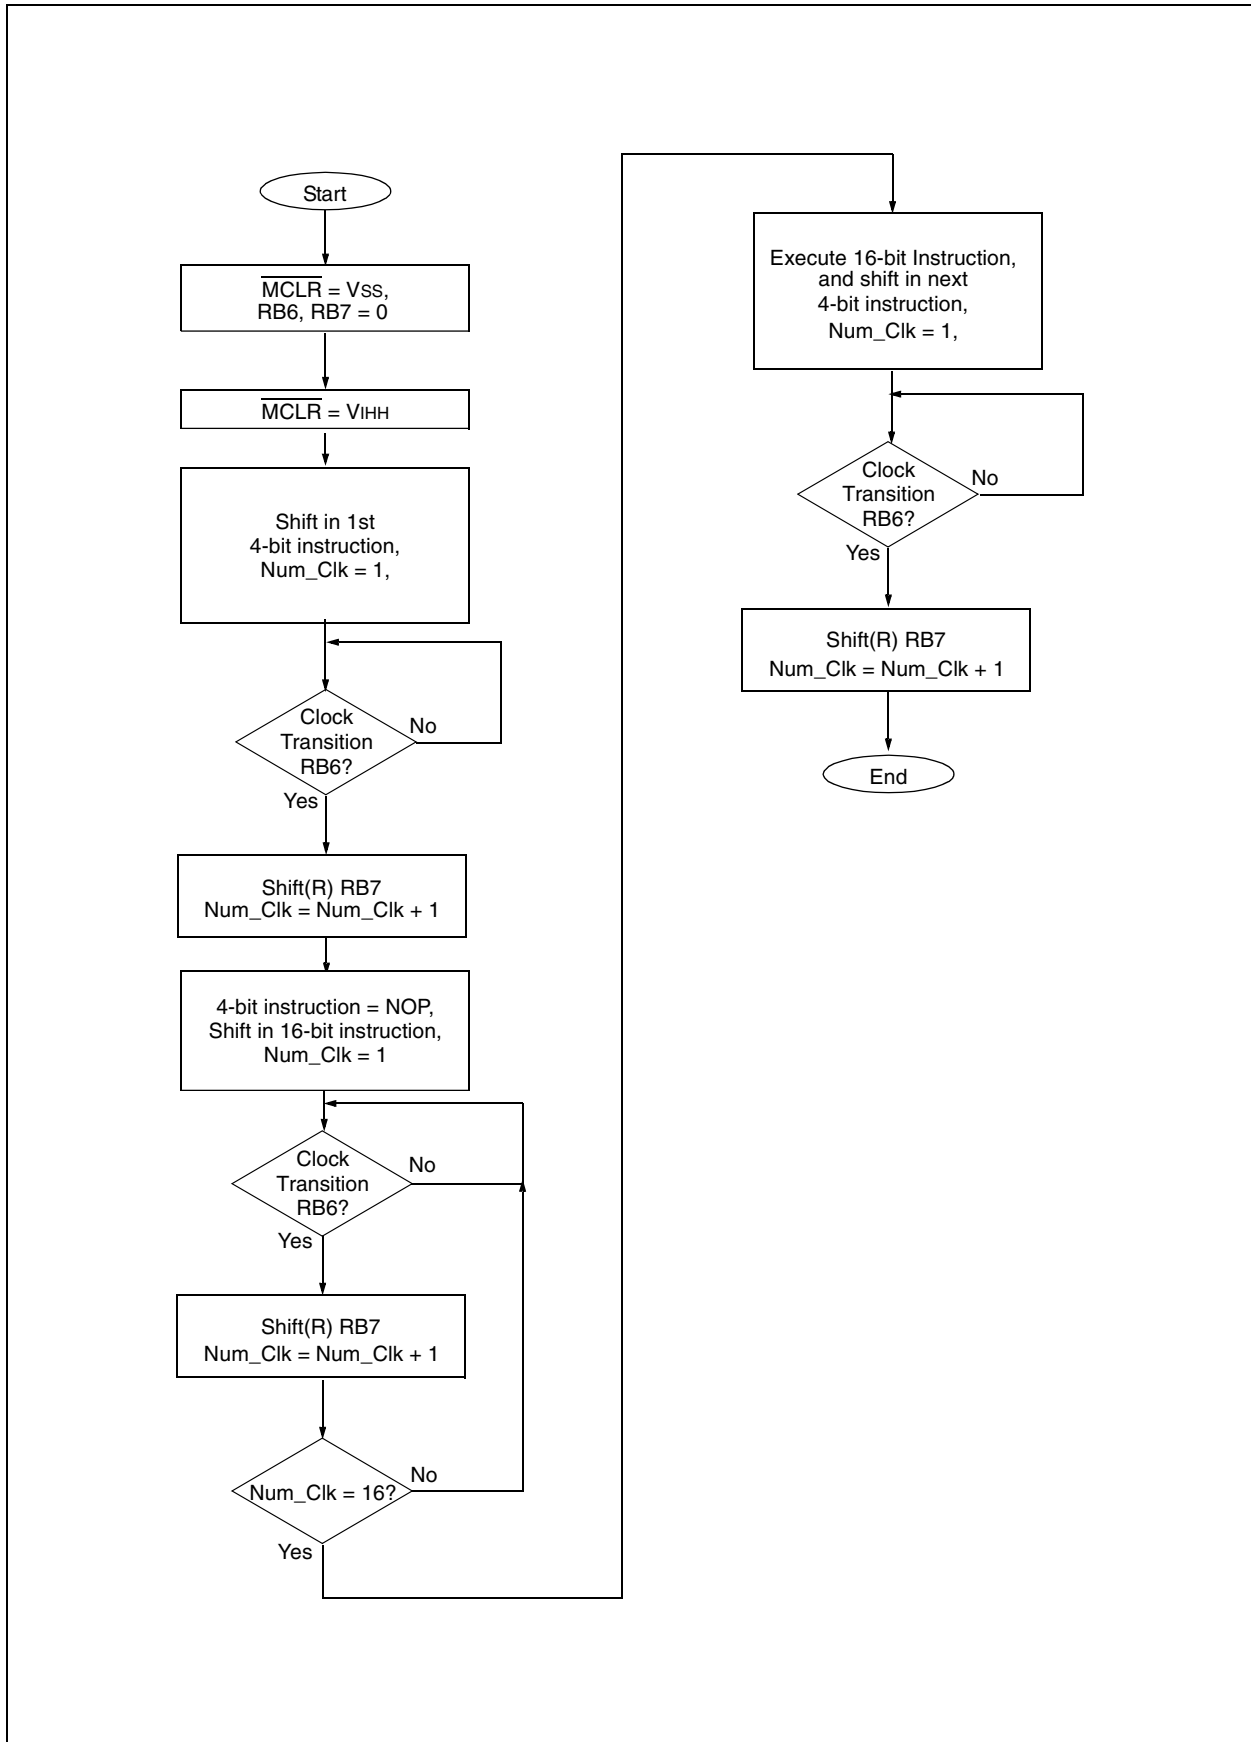 Start
MCLR = VSS,
RB6, RB7 = 0
MCLR = VIHH
Shift in 1st
4-bit instruction,
Num_Clk = 1,
Clock
Transition
RB6?
No
Yes
Shift(R) RB7
Num_Clk = Num_Clk + 1
4-bit instruction = NOP,
Shift in 16-bit instruction,
Num_Clk = 1
Clock
Transition
RB6?
No
Yes
Shift(R) RB7
Num_Clk = Num_Clk + 1
Num_Clk = 16?
No
Yes
Execute 16-bit Instruction,
and shift in next
4-bit instruction,
Num_Clk = 1,
Clock
Transition
RB6?
No
Yes
Shift(R) RB7
Num_Clk = Num_Clk + 1
End